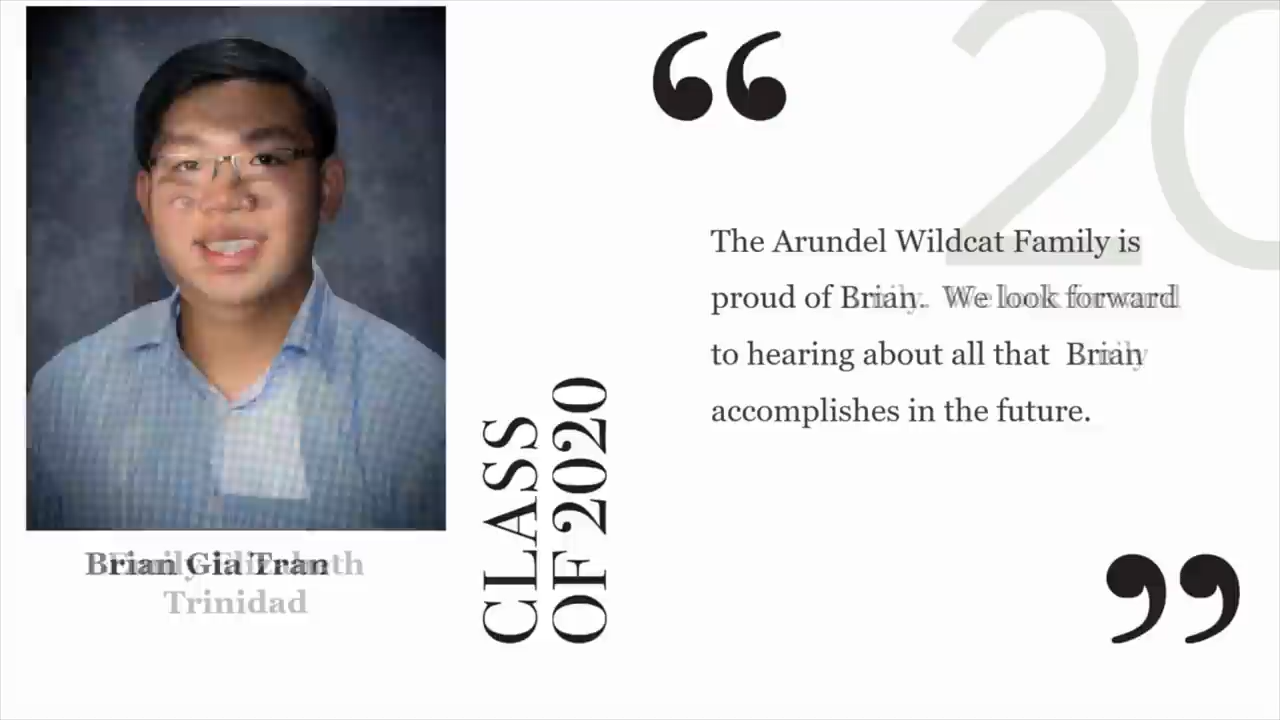 20
“
The Arundel Wildcat Family is
proud of Brian. We look forward
to hearing about all that Brian
accomplishes in the future.
CLASS
OF 2020
”
Brian Gia Tran
Trinidad